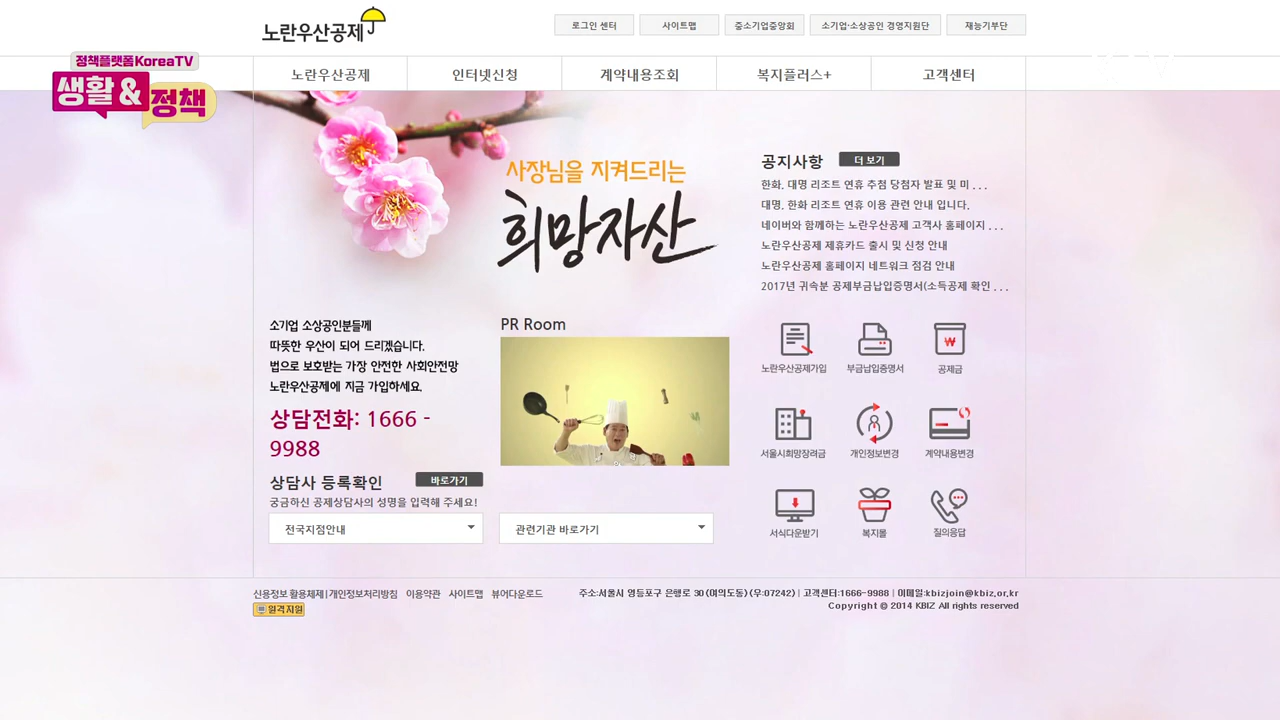 노란우산공제
로그인 센터
사이트맵
중소기업중앙회
소기업·소상공인 경영지원단
재능기부단
정책플랫폼KoreaTV
생활&정책
노란우산공제
인터넷신청
계약내용조회
복지플러스+
고객센터
사장님을 지켜드리는
희망자산
공지사항
더 보기
한화, 대명 리조트 연휴 추첨 당첨자 발표 및 미 . . .
대명, 한화 리조트 연휴 이용 관련 안내 입니다.
네이버와 함께하는 노란우산공제 고객사 홈페이지 . . .
노란우산공제 제휴카드 출시 및 신청 안내
노란우산공제 홈페이지 네트워크 점검 안내
2017년 귀속분 공제부금납입증명서(소득공제 확인 . . .
소기업 소상공인분들께
따뜻한 우산이 되어 드리겠습니다.
법으로 보호받는 가장 안전한 사회안전망
노란우산공제에 지금 가입하세요.
상담전화: 1666 -
9988
상담사 등록확인
바로가기
궁금하신 공제상담사의 성명을 입력해 주세요!
전국지점안내
PR Room
관련기관 바로가기
노란우산공제가입
부금납입증명서
공제금
서울시희망장려금
개인정보변경
계약내용변경
서식다운받기
복지몰
질의응답
신용정보 활용체제 | 개인정보처리방침 이용약관 사이트맵 뷰어다운로드
원격지원
주소:서울시 영등포구 은행로 30 (여의도동) (우:07242) | 고객센터:1666-9988 | 이메일:kbizjoin@kbiz.or.kr
Copyright © 2014 KBIZ All rights reserved